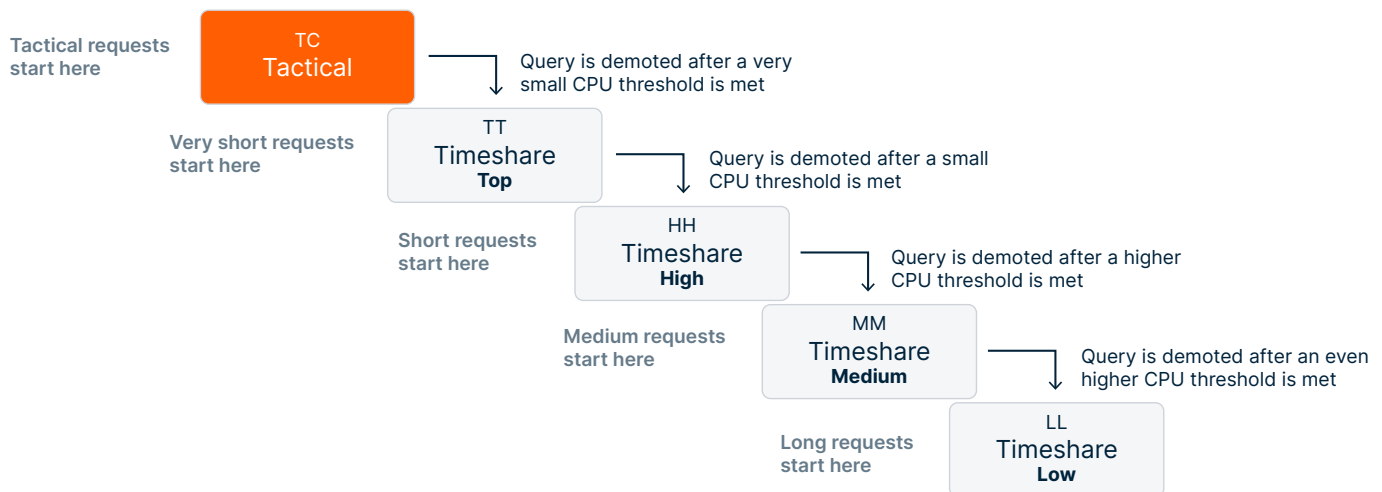 Tactical requests
start here
TC
Tactical
Query is demoted after a very
small CPU threshold is met
Very short requests
start here
TT
Timeshare
Top
Query is demoted after a small
CPU threshold is met
Short requests
start here
HH
Timeshare
High
Query is demoted after a higher
CPU threshold is met
Medium requests
start here
MM
Timeshare
Medium
Query is demoted after an even
higher CPU threshold is met
Long requests
start here
LL
Timeshare
Low